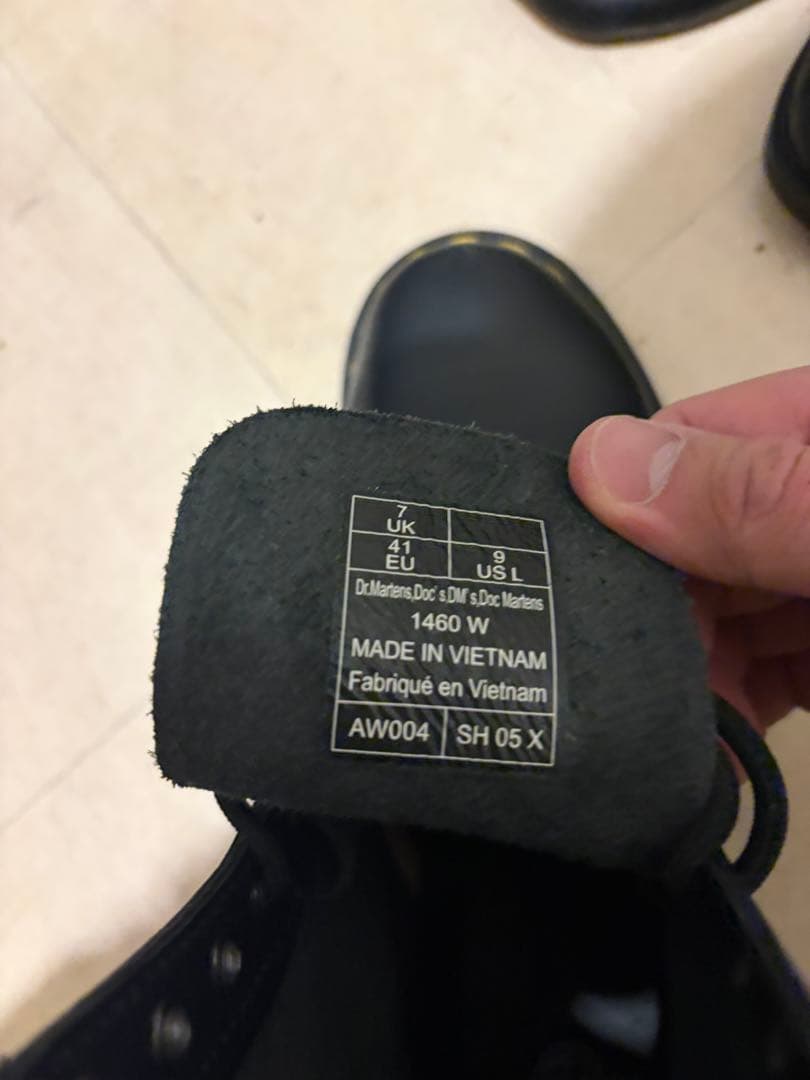 7
UK
41
EU
9
US L
Dr.Martens,Doc's,DM's,Doc Martens
1460 W
MADE IN VIETNAM
Fabriqué en Vietnam
AW004
SH 05 X